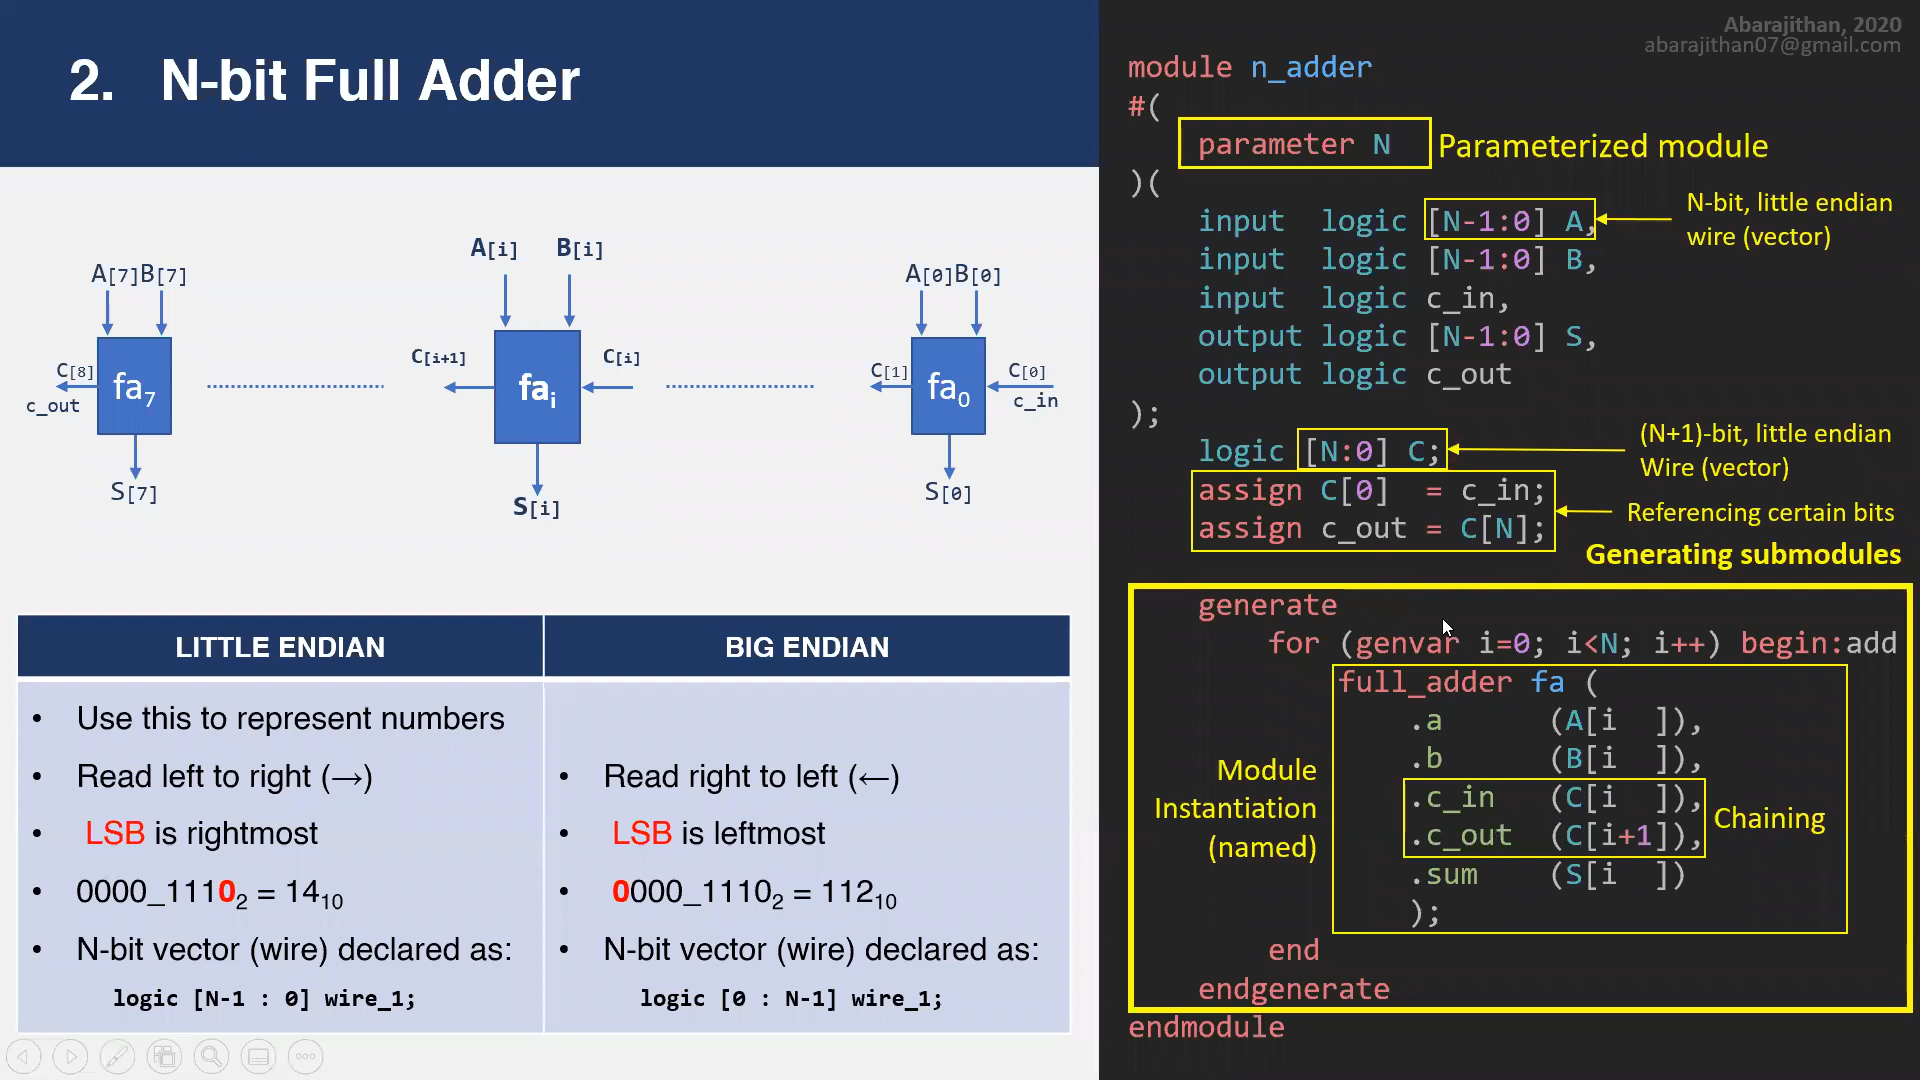 2. N-bit Full Adder
A[7]B[7]
A[i] B[i]
A[0]B[0]
C[8]
c_out
fa7
C[i+1]
fai
C[i]
C[1]
fa0
C[0]
c_in
S[7]
S[i]
S[0]
LITTLE ENDIAN
• Use this to represent numbers
• Read left to right (→)
• LSB is rightmost
• 0000_1110₂ = 14₁₀
• N-bit vector (wire) declared as:
logic [N-1 : 0] wire_1;
BIG ENDIAN
• Read right to left (←)
• LSB is leftmost
• 0000_1110₂ = 112₁₀
• N-bit vector (wire) declared as:
logic [0 : N-1] wire_1;
Abarajithan, 2020
abarajithan07@gmail.com
module n_adder
#(
parameter N
Parameterized module
)(
input logic [N-1:0] A,
N-bit, little endian
wire (vector)
input logic [N-1:0] B,
input logic c_in,
output logic [N-1:0] S,
output logic c_out
);
logic [N:0] C;
(N+1)-bit, little endian
Wire (vector)
assign C[0] = c_in;
assign c_out = C[N];
Referencing certain bits
Generating submodules
generate
for (genvar i=0; i<N; i++) begin:add
full_adder fa (
.a (A[i ]),
.b (B[i ]),
.c_in (C[i ]),
.c_out (C[i+1]),
.sum (S[i ])
);
Module
Instantiation
(named)
Chaining
end
endgenerate
endmodule